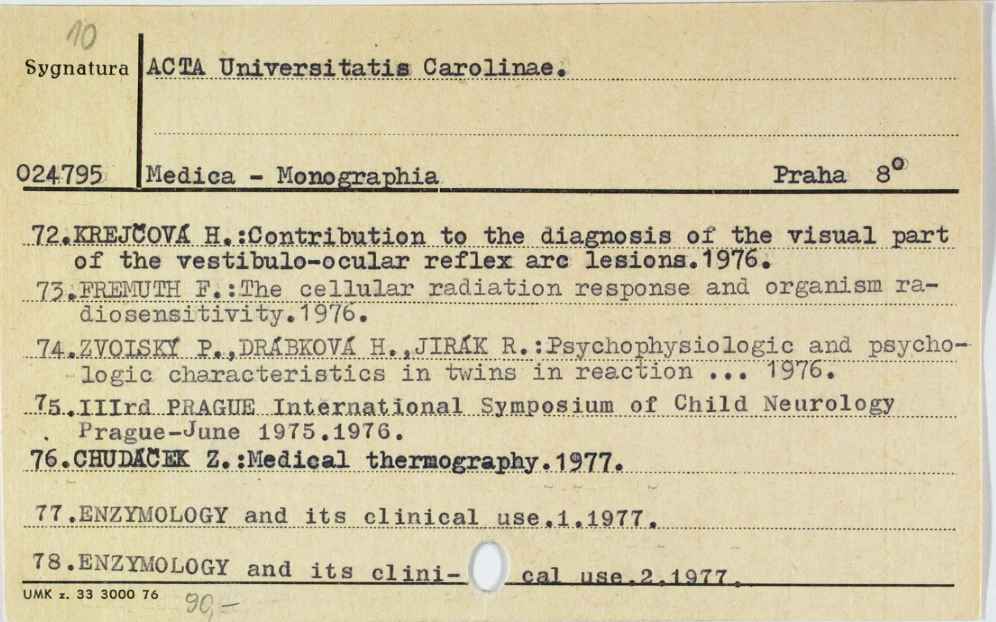 10
Sygnatura ACTA Universitatis Carolinae.
024795 Medica - Monographia Praha 8°
72.KREJČOVÁ H.:Contribution to the diagnosis of the visual part
of the vestibulo-ocular reflex arc lesions.1976.
73.FREMUTH F.:The cellular radiation response and organism ra-
diosensitivity.1976.
74.ZVOLSKÝ P.,DRÁBKOVÁ H.,JIRÁK R.:Psychophysiologic and psycho-
logic characteristics in twins in reaction ... 1976.
75.IIIrd PRAGUE International Symposium of Child Neurology
Prague-June 1975.1976.
76.CHUDÁČEK Z.:Medical thermography.1977.
77.ENZYMOLOGY and its clinical use.1.1977.
78.ENZYMOLOGY and its clini- cal use.2.1977.
UMK z. 33 3000 76 90,-